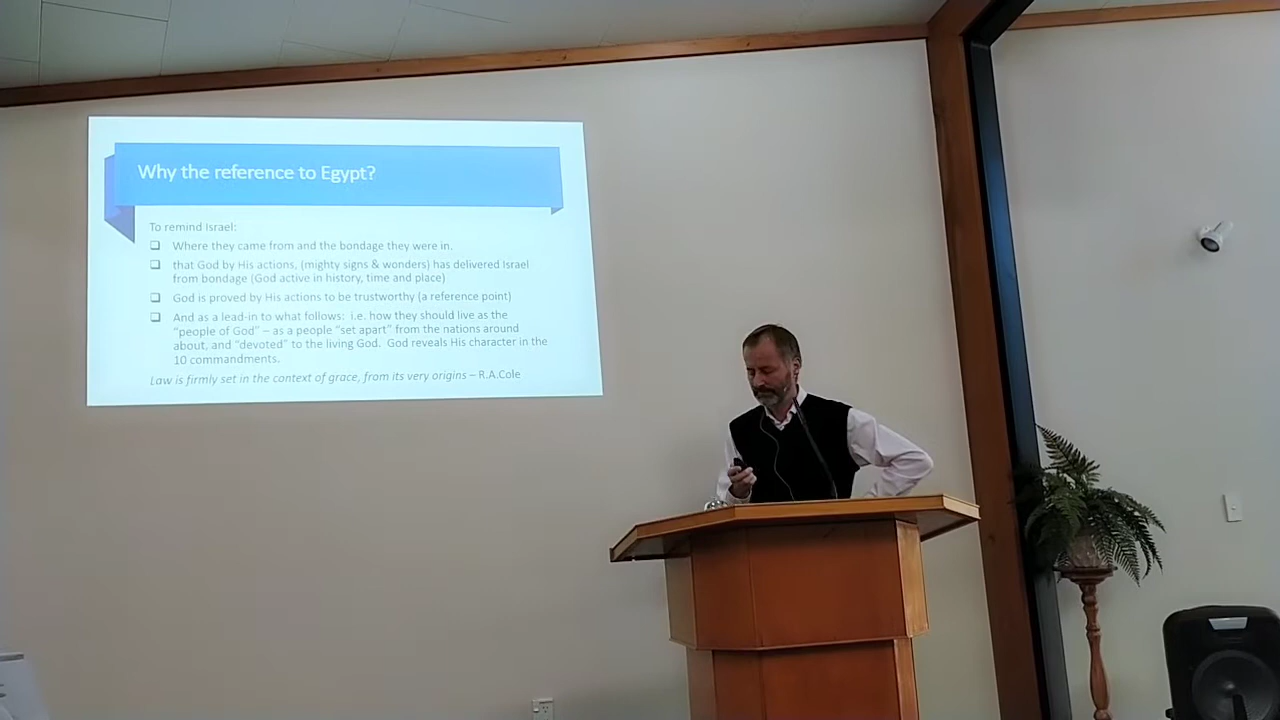 Why the reference to Egypt?
To remind Israel:
Where they came from and the bondage they were in.
that God by His actions, (mighty signs & wonders) has delivered Israel
from bondage (God active in history, time and place)
God is proved by His actions to be trustworthy (a reference point)
And as a lead-in to what follows: i.e. how they should live as the
“people of God” – as a people “set apart” from the nations around
about, and “devoted” to the living God. God reveals His character in the
10 commandments.
Law is firmly set in the context of grace, from its very origins – R.A.Cole